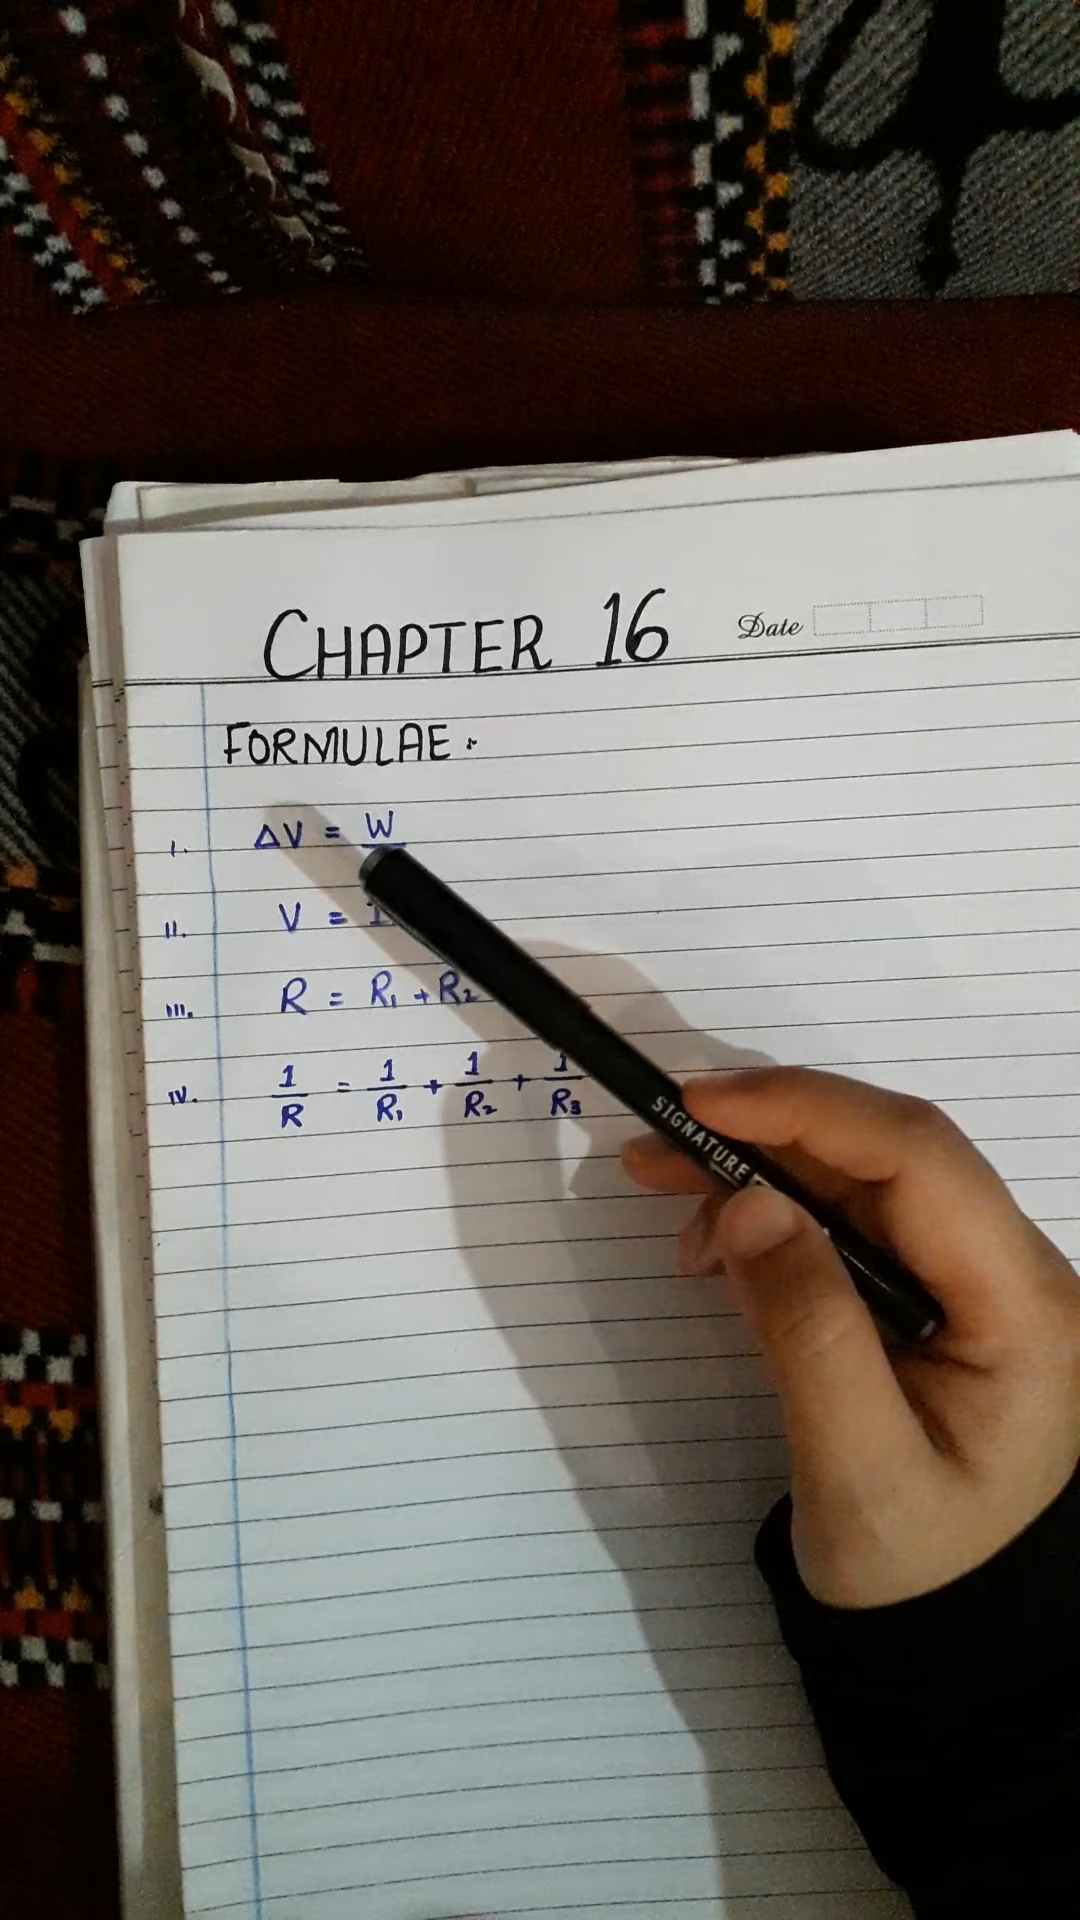 CHAPTER 16
Date
FORMULAE :
I. ΔV = W
II. V = I
III. R = R₁ + R₂
IV. 1/R = 1/R₁ + 1/R₂ + 1/R₃
SIGNATURE